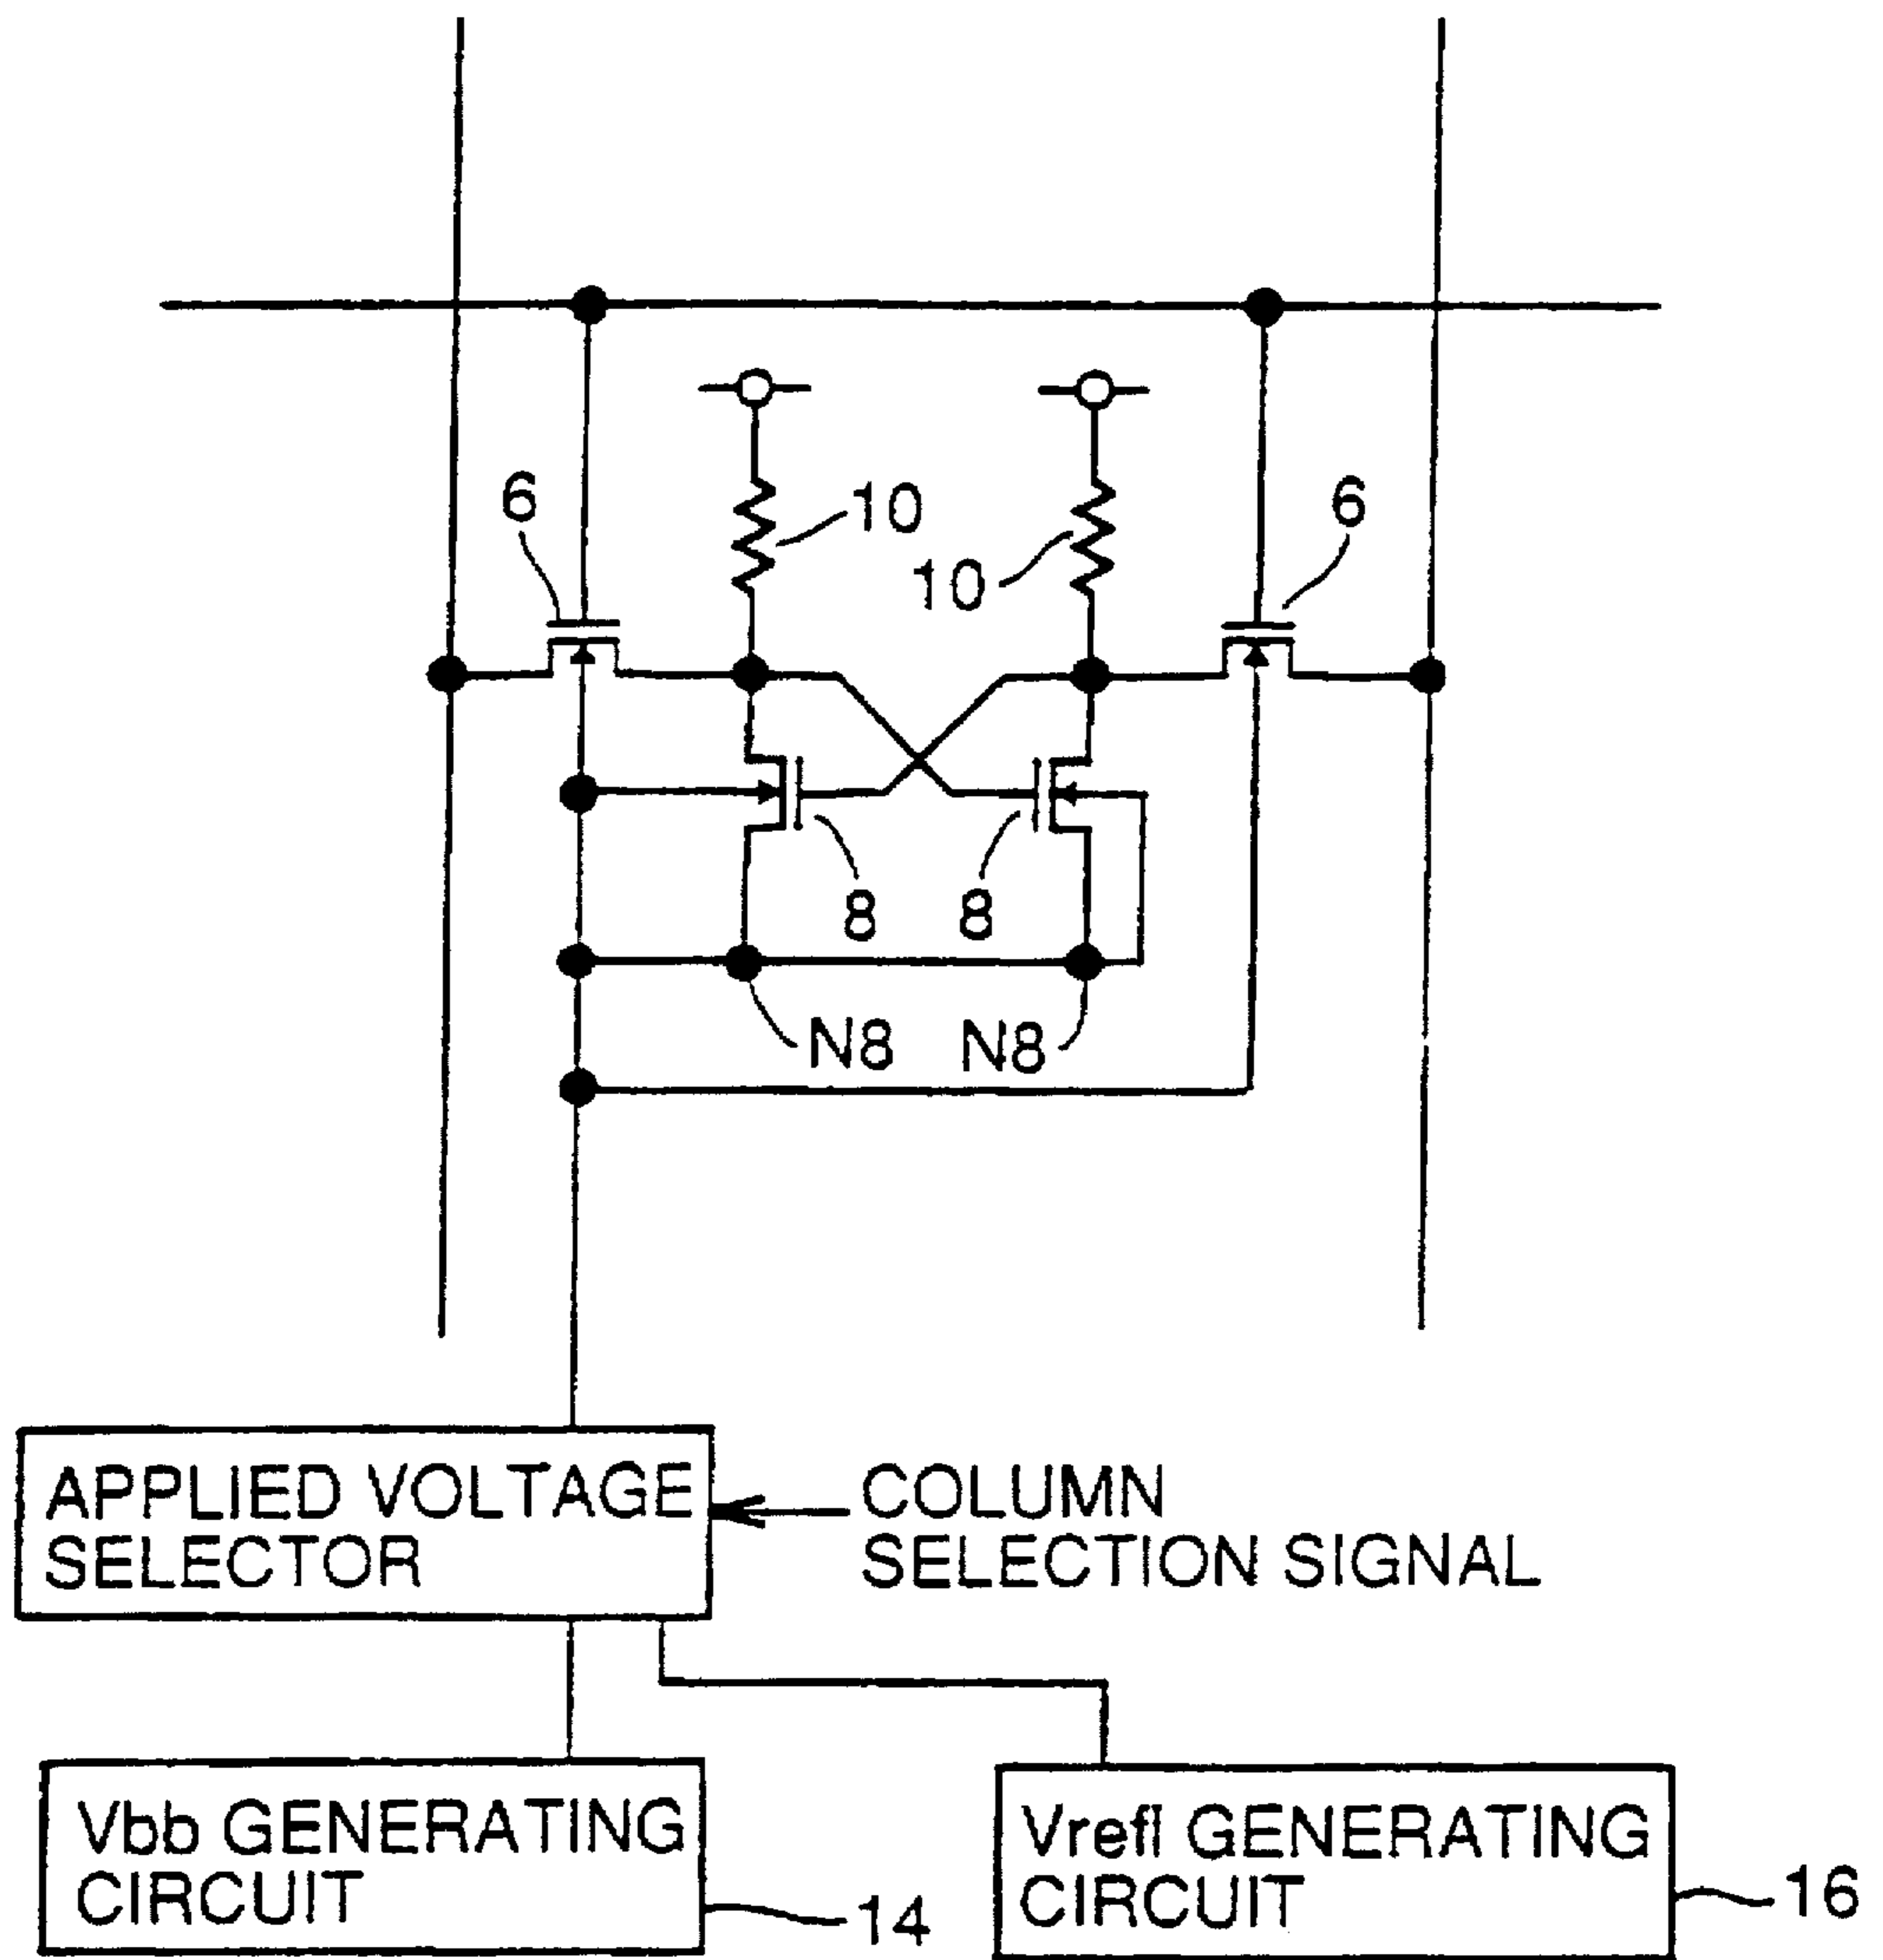 6
10
10
6
8
8
N8
N8
APPLIED VOLTAGE
SELECTOR
COLUMN
SELECTION SIGNAL
Vbb GENERATING
CIRCUIT
14
Vrefl GENERATING
CIRCUIT
16